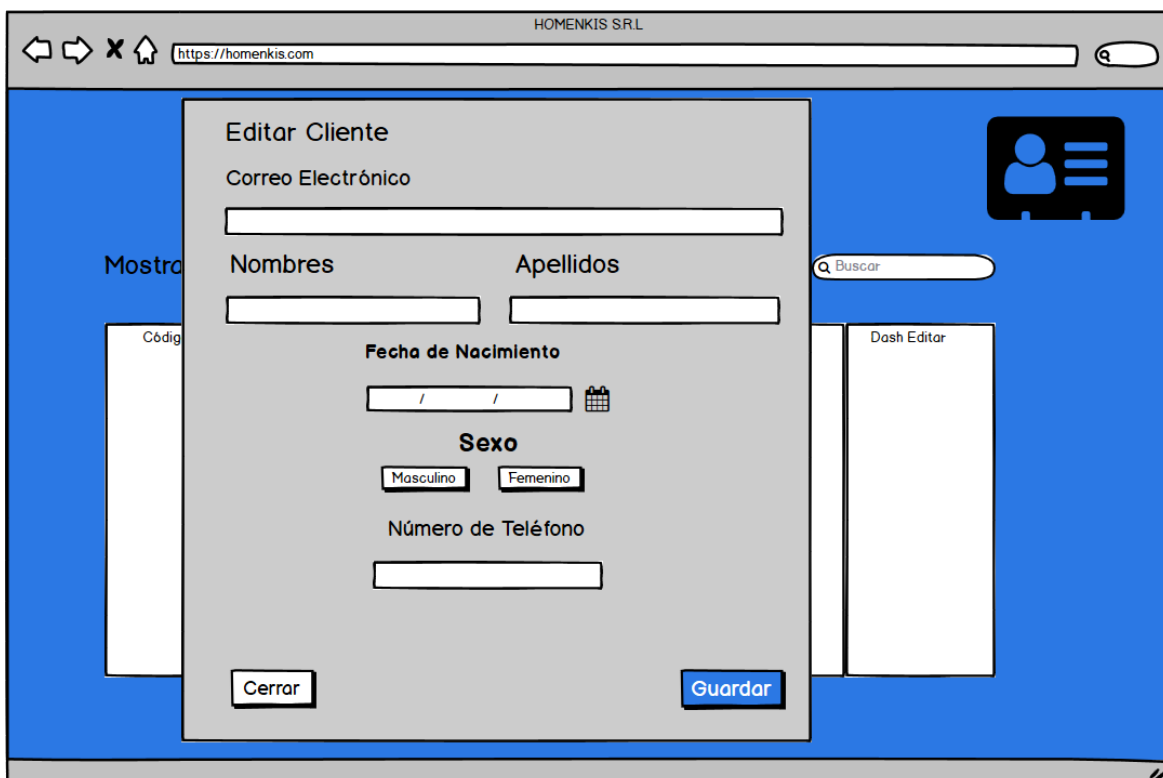 HOMENKIS S.R.L
https://homenkis.com
Editar Cliente
Correo Electrónico
Mostra
Nombres
Apellidos
Buscar
Códig
Dash Editar
Fecha de Nacimiento
/ /
Sexo
Masculino
Femenino
Número de Teléfono
Cerrar
Guardar